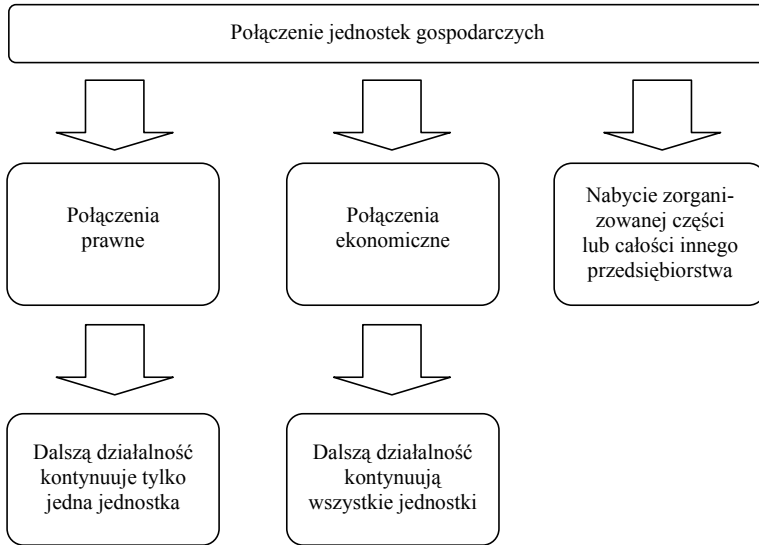 Połączenie jednostek gospodarczych
Połączenia
prawne
Połączenia
ekonomiczne
Nabycie zorgani-
zowanej części
lub całości innego
przedsiębiorstwa
Dalszą działalność
kontynuuje tylko
jedna jednostka
Dalszą działalność
kontynuują
wszystkie jednostki